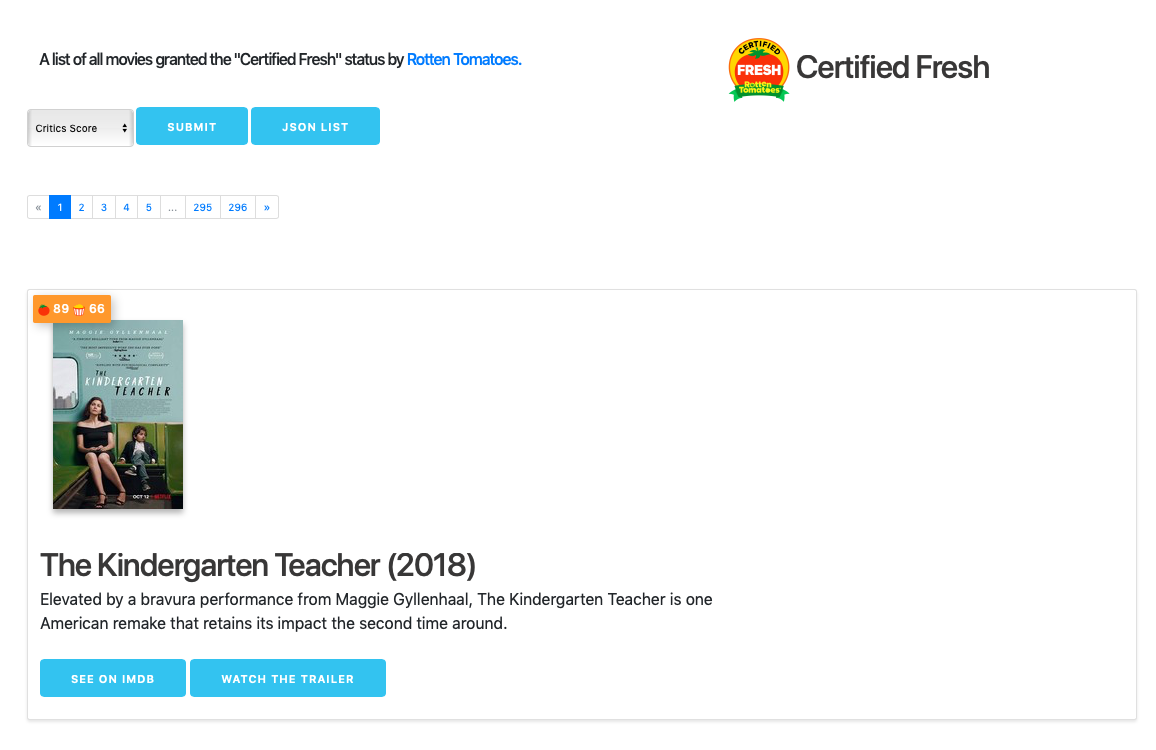 A list of all movies granted the "Certified Fresh" status by Rotten Tomatoes.
CERTIFIED
FRESH
Rotten
Tomatoes
Certified Fresh
Critics Score
SUBMIT
JSON LIST
« 1 2 3 4 5 ... 295 296 »
89 66
MAGGIE GYLLENHAAL
THE
KINDERGARTEN
TEACHER
OCT 12
NETFLIX
The Kindergarten Teacher (2018)
Elevated by a bravura performance from Maggie Gyllenhaal, The Kindergarten Teacher is one
American remake that retains its impact the second time around.
SEE ON IMDB
WATCH THE TRAILER